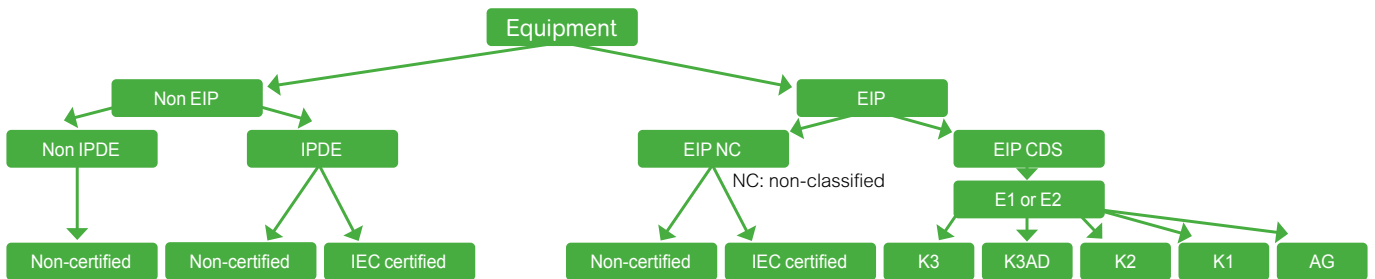 Equipment
Non EIP
EIP
Non IPDE
IPDE
EIP NC
EIP CDS
NC: non-classified
E1 or E2
Non-certified
Non-certified
IEC certified
Non-certified
IEC certified
K3
K3AD
K2
K1
AG